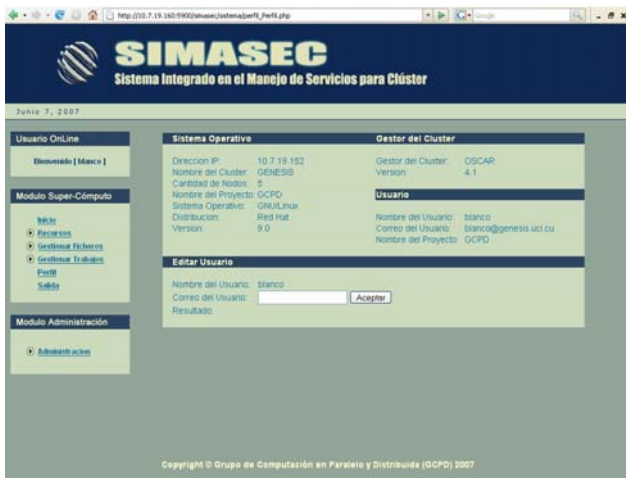 http://10.7.19.160:5900/simasec/sistema/perfil_Perfil.php
Google
SIMASEC
Sistema Integrado en el Manejo de Servicios para Clúster
Junio 7, 2007
Usuario OnLine
Bienvenido [ blanco ]
Modulo Super-Cómputo
Inicio
Recursos
Gestionar Ficheros
Gestionar Trabajos
Perfil
Salida
Modulo Administración
Administracion
Sistema Operativo
Direccion IP: 10.7.19.152
Nombre del Cluster: GENESIS
Cantidad de Nodos: 5
Nombre del Proyecto: GCPD
Sistema Operativo: GNU/Linux
Distribucion: Red Hat
Version: 9.0
Gestor del Cluster
Gestor del Cluster: OSCAR
Version: 4.1
Usuario
Nombre del Usuario: blanco
Correo del Usuario: blanco@genesis.uci.cu
Nombre del Proyecto: GCPD
Editar Usuario
Nombre del Usuario: blanco
Correo del Usuario: Aceptar
Resultado:
Copyright © Grupo de Computación en Paralelo y Distribuida (GCPD) 2007